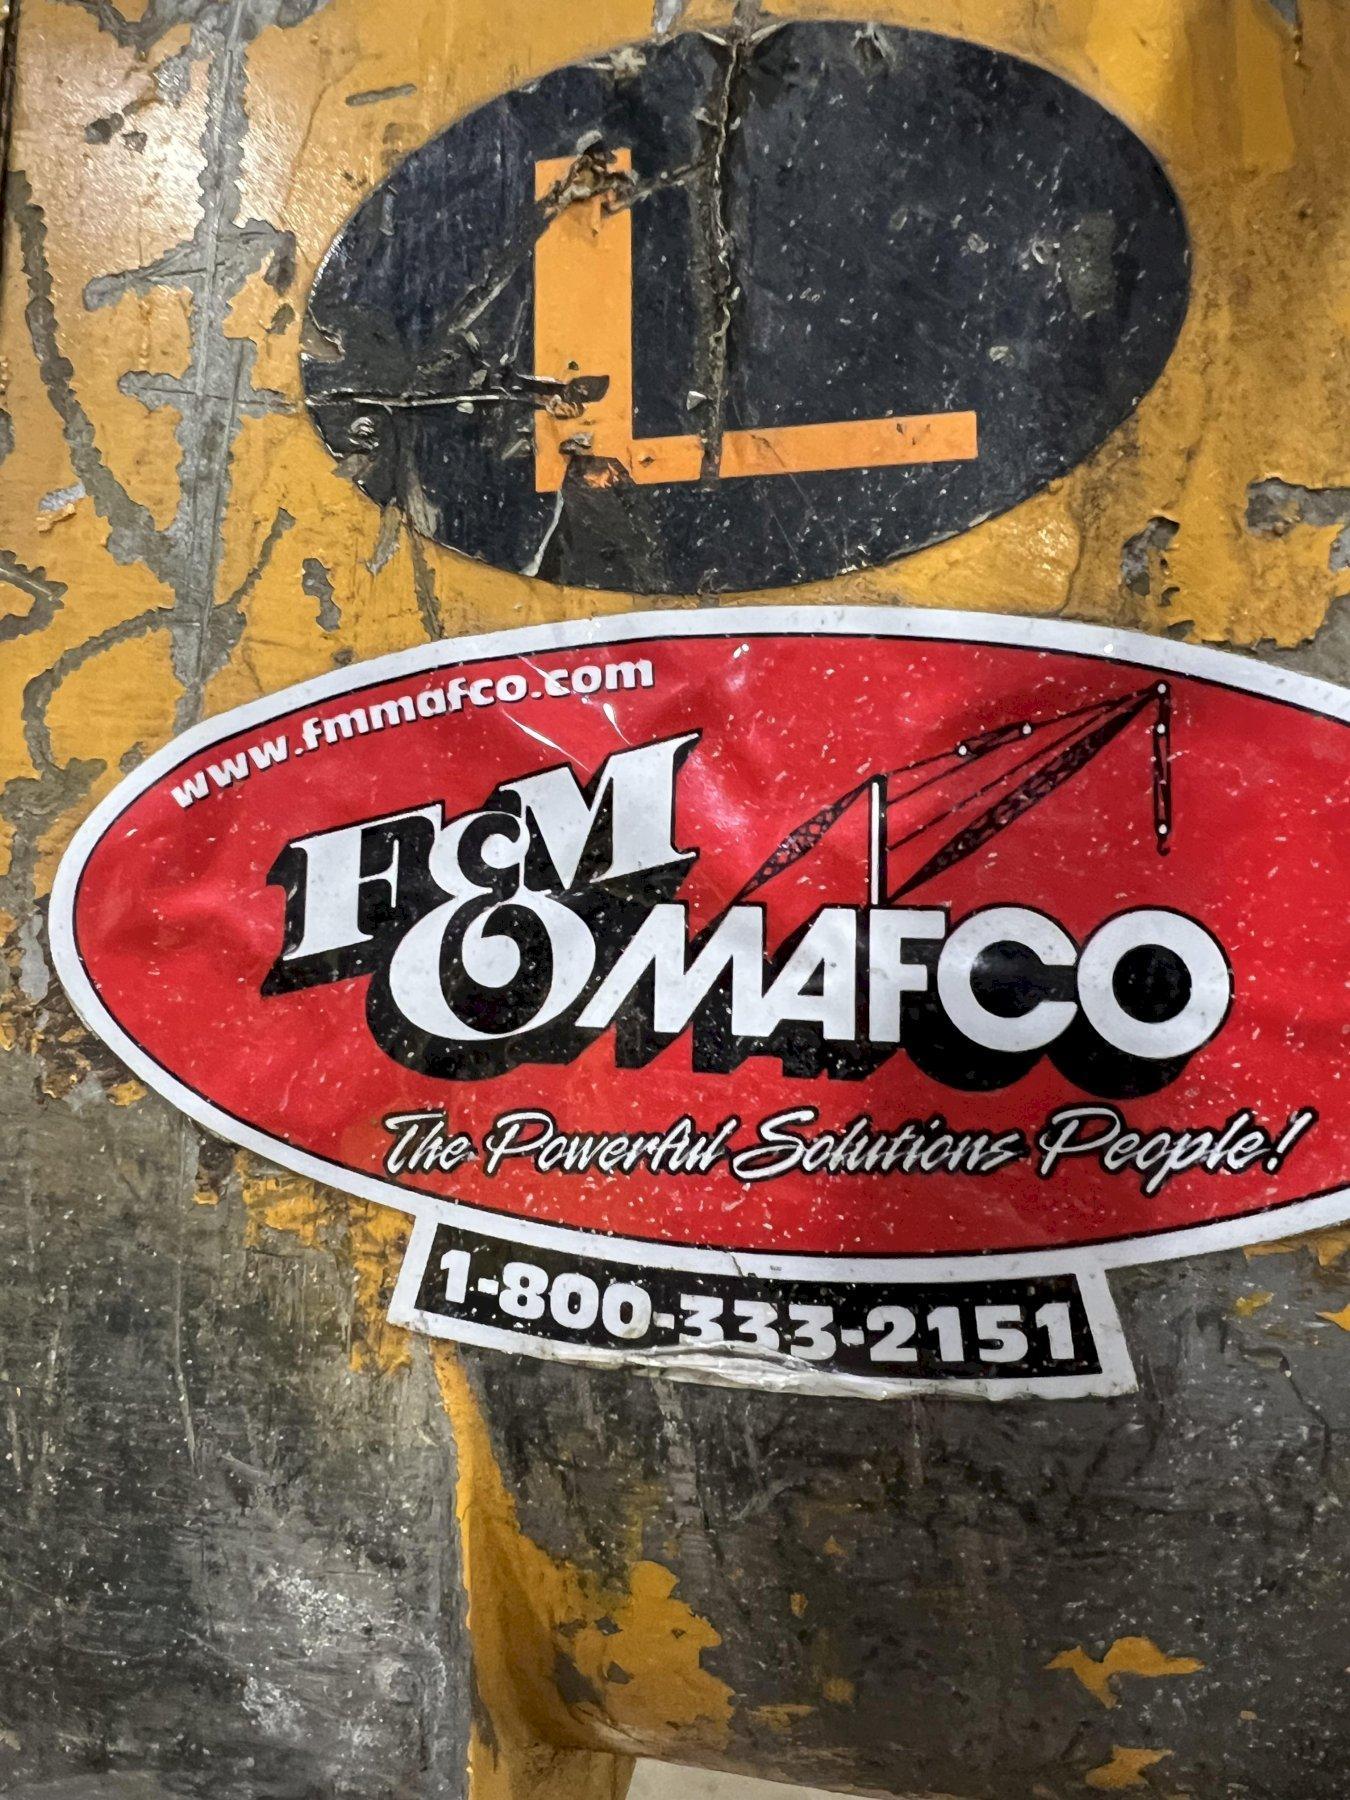 L
www.fmmafco.com
F&M
MAFCO
The Powerful Solutions People!
1-800-333-2151